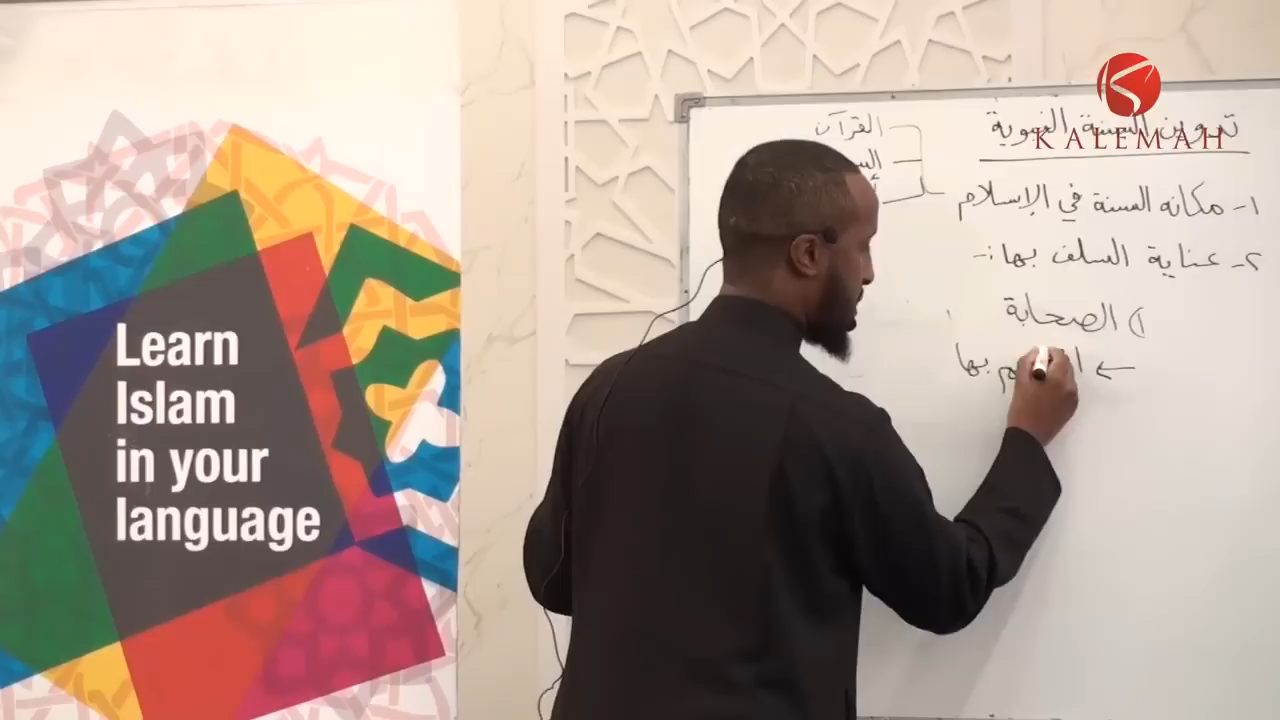 Learn
Islam
in your
language
KALEMAH
تدوين السنة النبوية
القرآن
١- مكانه السنة في الإسلام
٢- عناية السلف بها:-
١) الصحابة
← بها